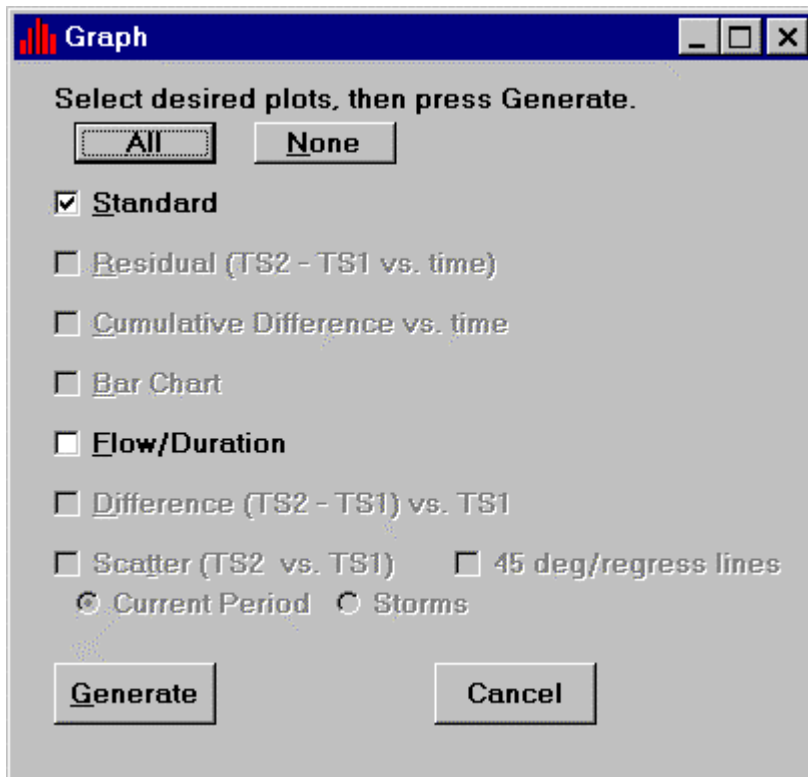 Graph
Select desired plots, then press Generate.
All None
Standard
Residual (TS2 - TS1 vs. time)
Cumulative Difference vs. time
Bar Chart
Flow/Duration
Difference (TS2 - TS1) vs. TS1
Scatter (TS2 vs. TS1) 45 deg/regress lines
Current Period Storms
Generate Cancel